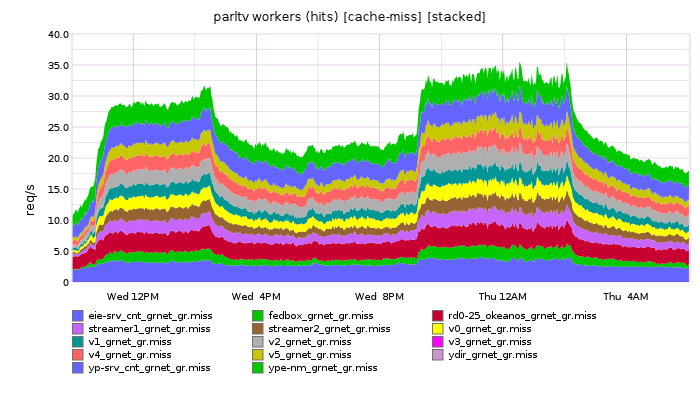 parltv workers (hits) [cache-miss] [stacked]
40.0
35.0
30.0
25.0
20.0
15.0
10.0
5.0
0
req/s
Wed 12PM Wed 4PM Wed 8PM Thu 12AM Thu 4AM
eie-srv_cnt_grnet_gr.miss fedbox_grnet_gr.miss rd0-25_okeanos_grnet_gr.miss
streamer1_grnet_gr.miss streamer2_grnet_gr.miss v0_grnet_gr.miss
v1_grnet_gr.miss v2_grnet_gr.miss v3_grnet_gr.miss
v4_grnet_gr.miss v5_grnet_gr.miss ydir_grnet_gr.miss
yp-srv_cnt_grnet_gr.miss ype-nm_grnet_gr.miss